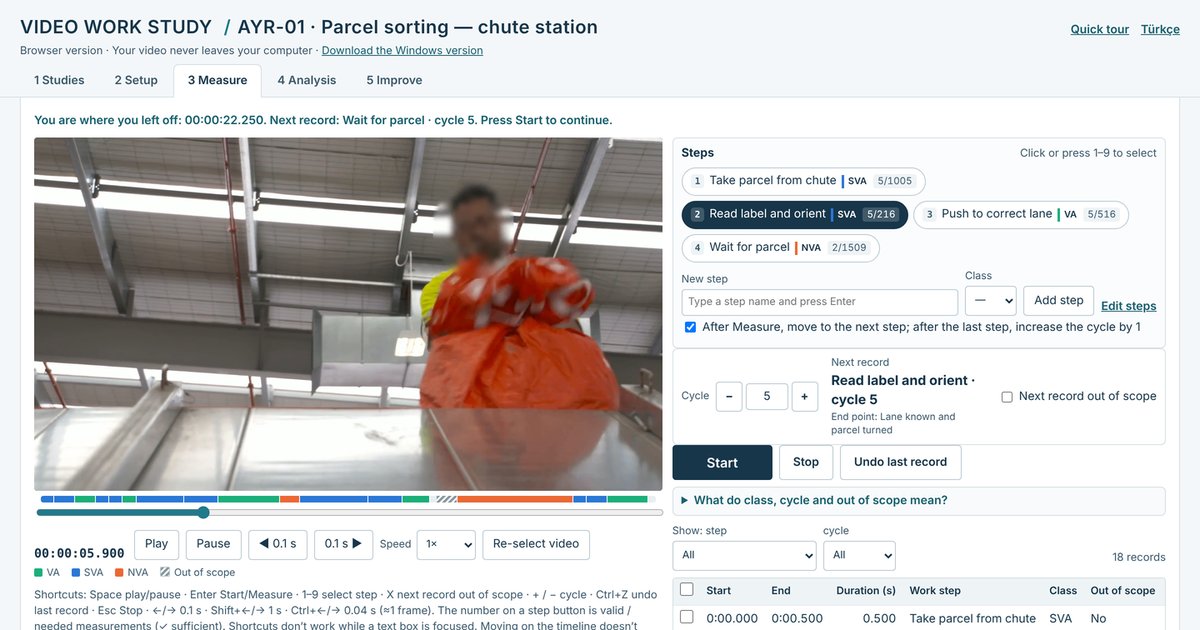 VIDEO WORK STUDY / AYR-01 · Parcel sorting — chute station
Quick tour Türkçe
Browser version · Your video never leaves your computer · Download the Windows version
1 Studies 2 Setup 3 Measure 4 Analysis 5 Improve
You are where you left off: 00:00:22.250. Next record: Wait for parcel · cycle 5. Press Start to continue.
Steps
Click or press 1–9 to select
1 Take parcel from chute SVA 5/1005
2 Read label and orient SVA 5/216
3 Push to correct lane VA 5/516
4 Wait for parcel NVA 2/1509
New step
Class
Type a step name and press Enter
—
Add step
Edit steps
After Measure, move to the next step; after the last step, increase the cycle by 1
Cycle − 5 +
Next record
Read label and orient ·
cycle 5
End point: Lane known and
parcel turned
Next record out of scope
Start Stop Undo last record
▶ What do class, cycle and out of scope mean?
00:00:05.900 Play Pause ◀ 0.1 s 0.1 s ▶ Speed 1× Re-select video
VA SVA NVA Out of scope
Shortcuts: Space play/pause · Enter Start/Measure · 1–9 select step · X next record out of scope · + / − cycle · Ctrl+Z undo
last record · Esc Stop · ←/→ 0.1 s · Shift+←/→ 1 s · Ctrl+←/→ 0.04 s (≈1 frame). The number on a step button is valid /
needed measurements (✓ sufficient). Shortcuts don't work while a text box is focused. Moving on the timeline doesn't
Show: step cycle
All All
18 records
Start End Duration (s) Work step Class Out of scope
0:00.000 0:00.500 0.500 Take parcel from chute SVA No